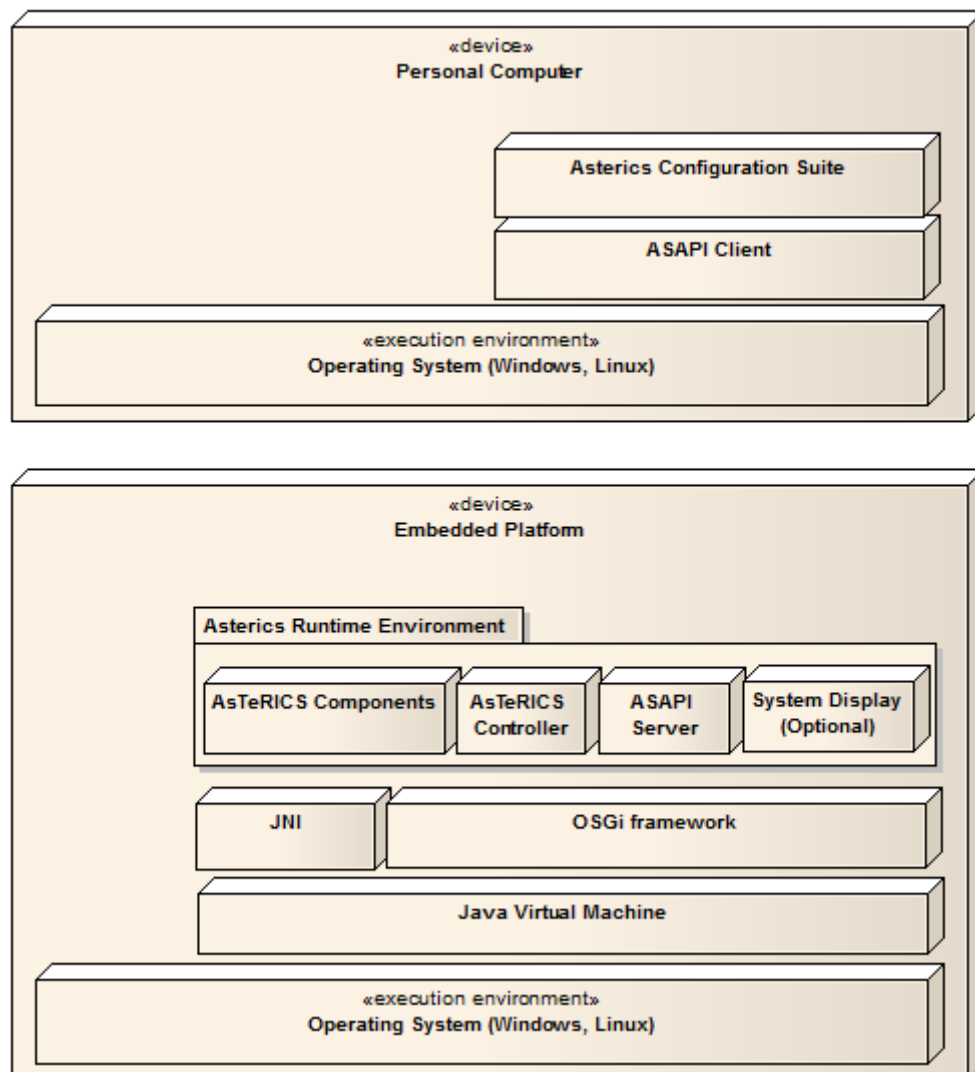 «device»
Personal Computer
Asterics Configuration Suite
ASAPI Client
«execution environment»
Operating System (Windows, Linux)
«device»
Embedded Platform
Asterics Runtime Environment
AsTeRICS Components
AsTeRICS
Controller
ASAPI
Server
System Display
(Optional)
JNI
OSGi framework
Java Virtual Machine
«execution environment»
Operating System (Windows, Linux)